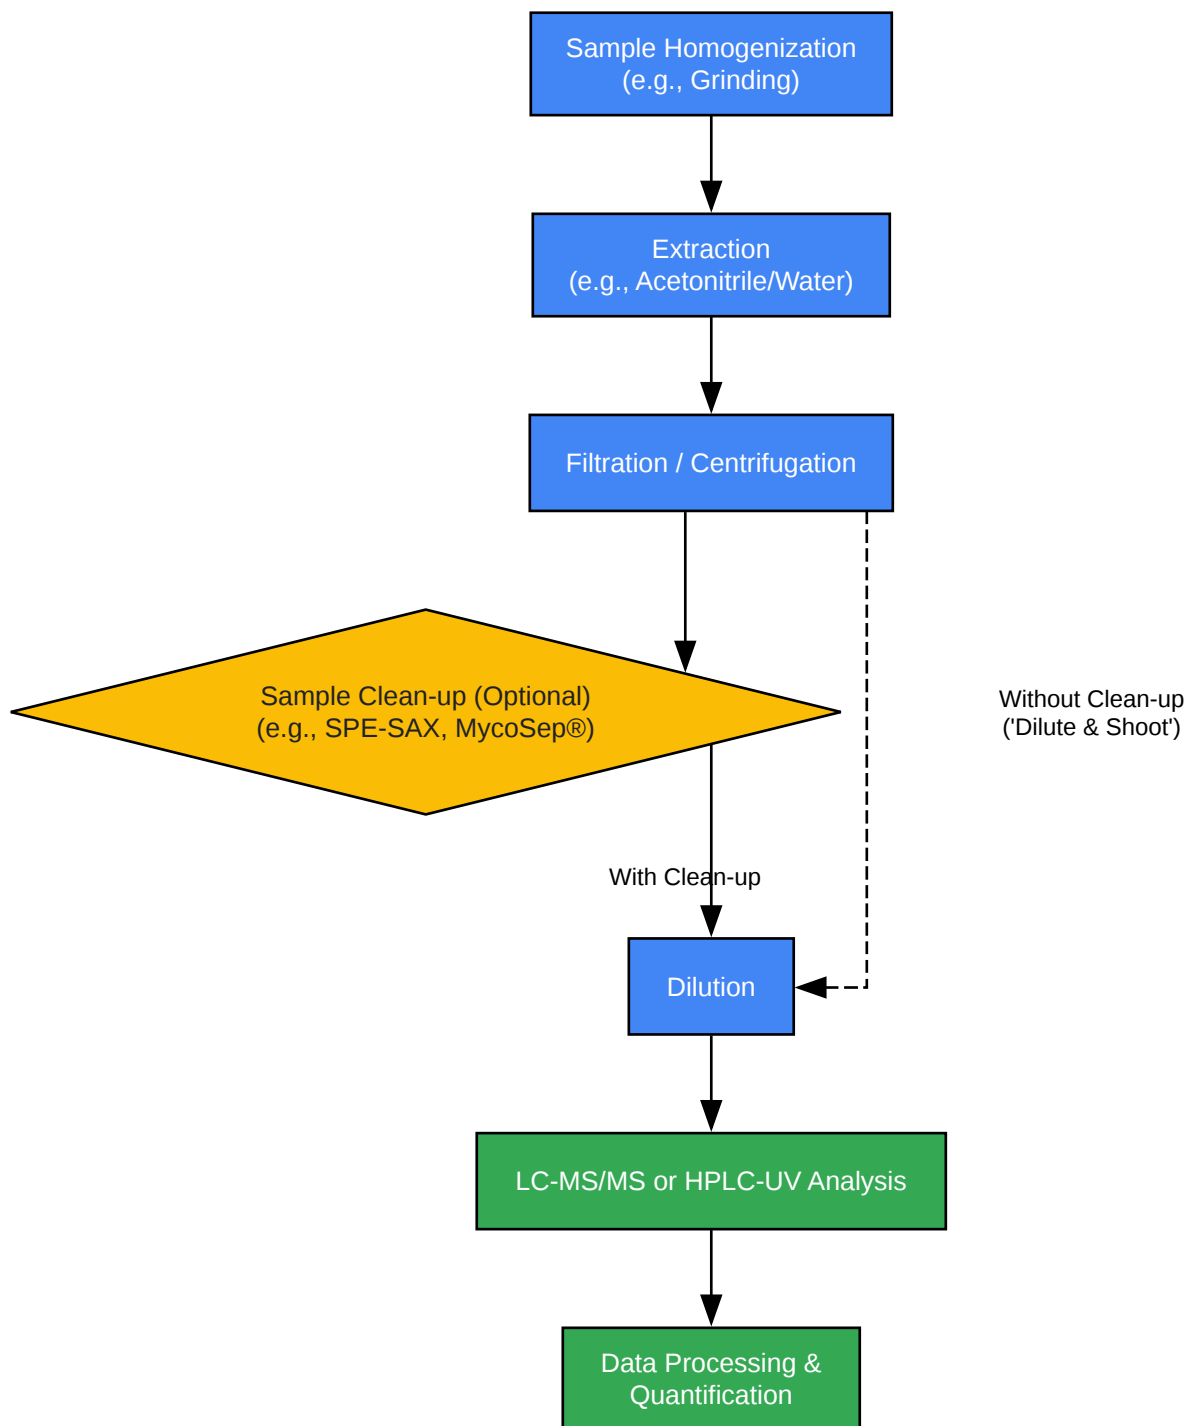 Sample Homogenization
(e.g., Grinding)
Extraction
(e.g., Acetonitrile/Water)
Filtration / Centrifugation
Sample Clean-up (Optional)
(e.g., SPE-SAX, MycoSep®)
Without Clean-up
('Dilute & Shoot')
With Clean-up
Dilution
LC-MS/MS or HPLC-UV Analysis
Data Processing &
Quantification